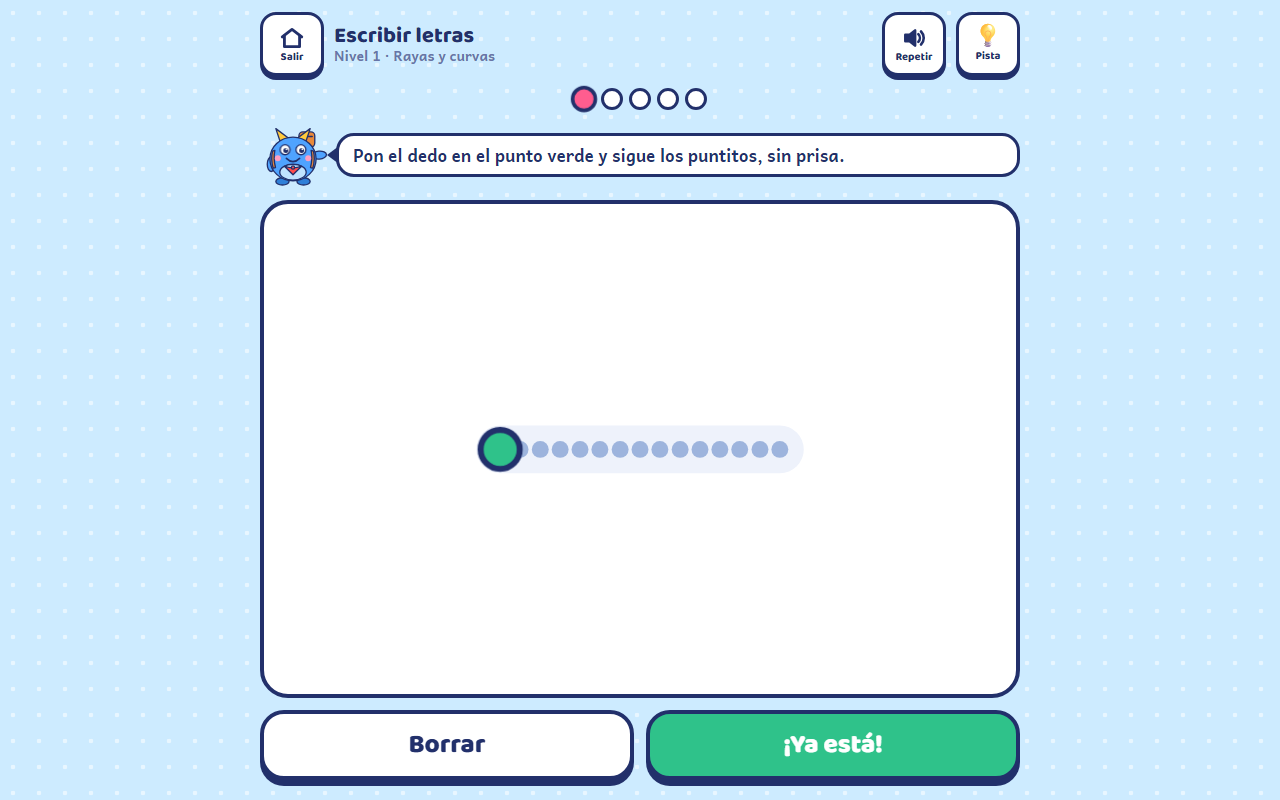 Salir
Escribir letras
Nivel 1 · Rayas y curvas
Repetir
Pista
Pon el dedo en el punto verde y sigue los puntitos, sin prisa.
Borrar
¡Ya está!